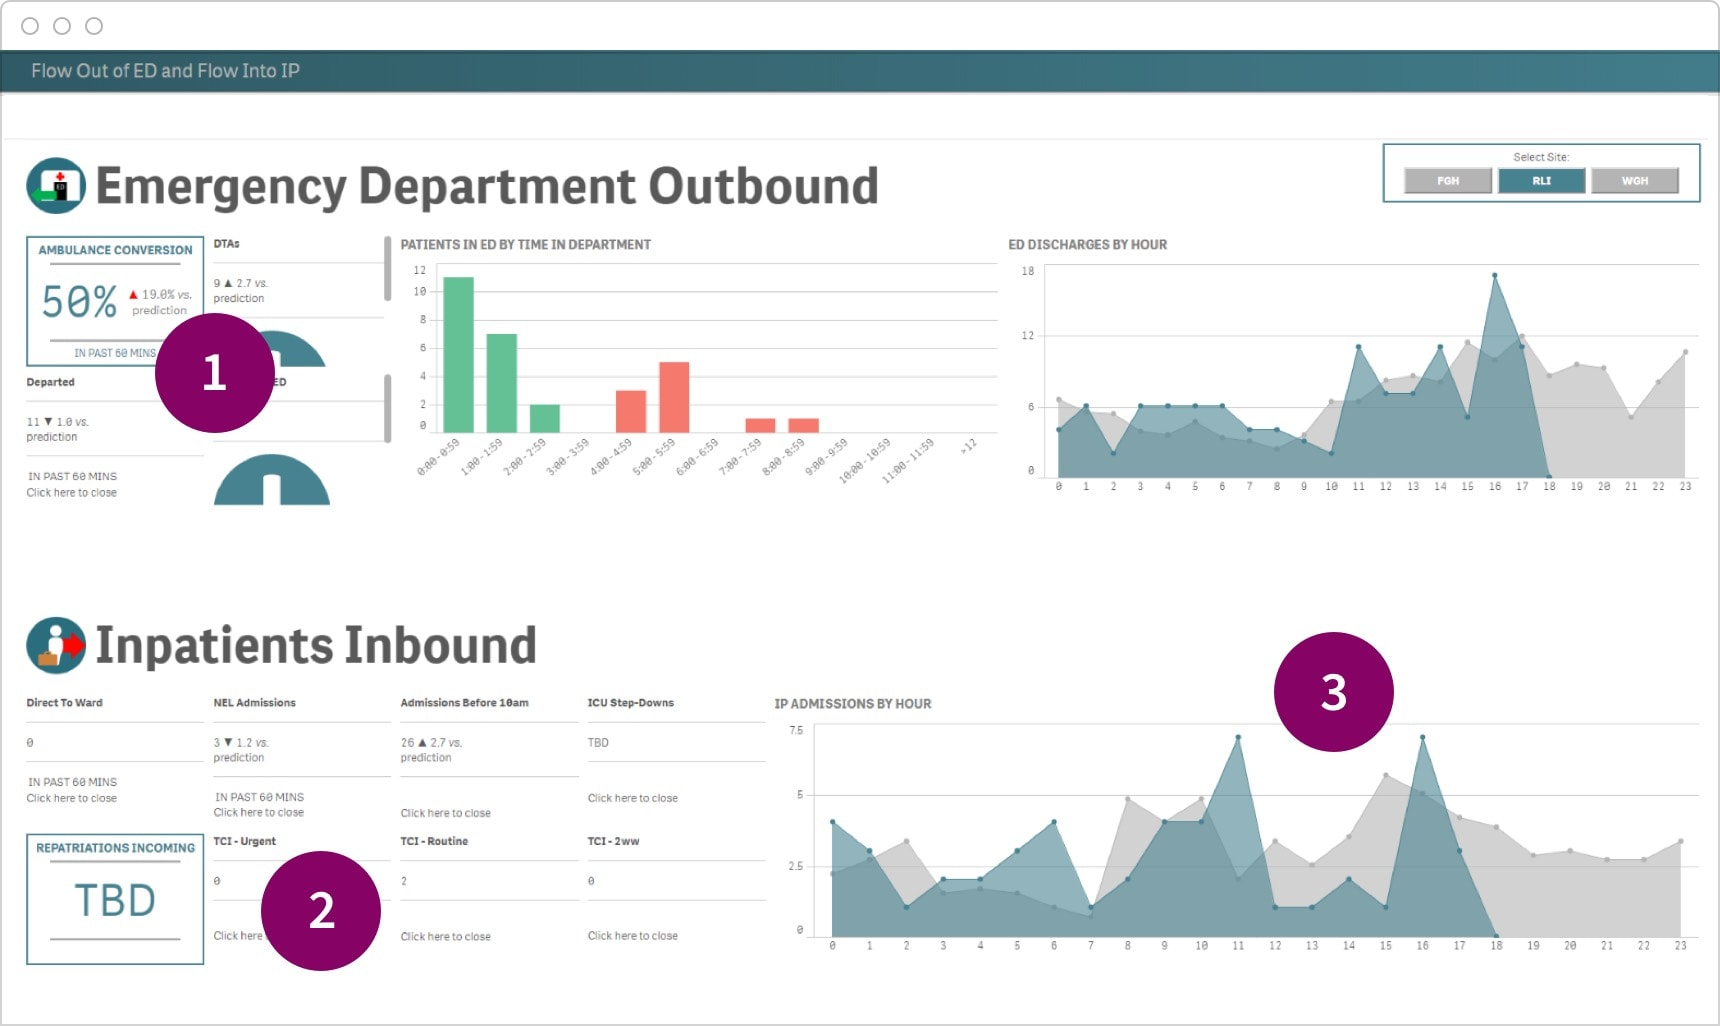 Flow Out of ED and Flow Into IP
Emergency Department Outbound
Select Site:
FGH
RLI
WGH
AMBULANCE CONVERSION
50%
▲ 19.0% vs.
prediction
IN PAST 60 MINS
DTAs
9 ▲ 2.7 vs.
prediction
1
Departed
11 ▼ 1.0 vs.
prediction
IN PAST 60 MINS
Click here to close
ED
PATIENTS IN ED BY TIME IN DEPARTMENT
12
10
8
6
4
2
0
0:00 - 0:59
1:00 - 1:59
2:00 - 2:59
3:00 - 3:59
4:00 - 4:59
5:00 - 5:59
6:00 - 6:59
7:00 - 7:59
8:00 - 8:59
9:00 - 9:59
10:00 - 10:59
11:00 - 11:59
>12
ED DISCHARGES BY HOUR
18
12
6
0
0 1 2 3 4 5 6 7 8 9 10 11 12 13 14 15 16 17 18 19 20 21 22 23
Inpatients Inbound
Direct To Ward
0
IN PAST 60 MINS
Click here to close
NEL Admissions
3 ▼ 1.2 vs.
prediction
IN PAST 60 MINS
Click here to close
Admissions Before 10am
26 ▲ 2.7 vs.
prediction
Click here to close
ICU Step-Downs
TBD
Click here to close
REPATRIATIONS INCOMING
TBD
TCI - Urgent
0
Click here
2
TCI - Routine
2
Click here to close
TCI - 2ww
0
Click here to close
IP ADMISSIONS BY HOUR
3
7.5
5
2.5
0
0 1 2 3 4 5 6 7 8 9 10 11 12 13 14 15 16 17 18 19 20 21 22 23